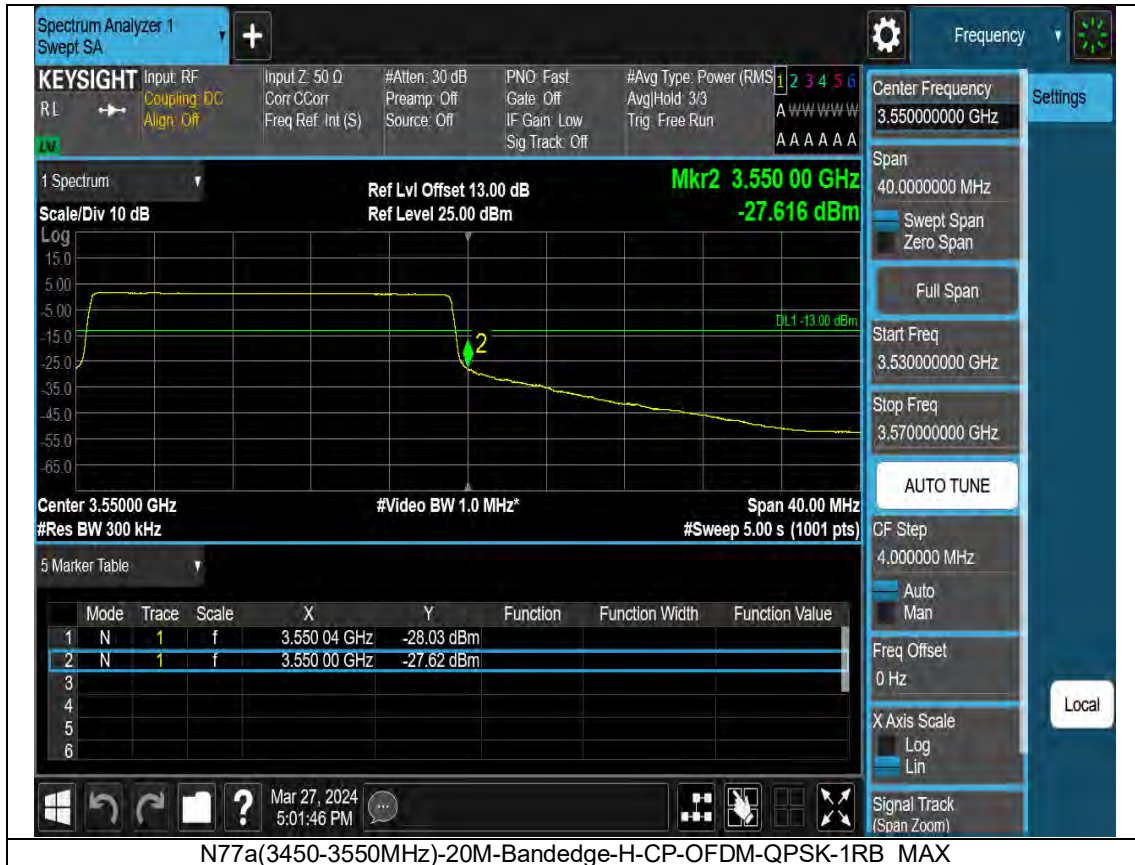 Spectrum Analyzer 1
Swept SA
Frequency
KEYSIGHT
RL
Input: RF
Coupling: DC
Align: Off
Input Z: 50 Ω
Corr CCorr
Freq Ref: Int (S)
#Atten: 30 dB
Preamp: Off
Source: Off
PNO: Fast
Gate: Off
IF Gain: Low
Sig Track: Off
#Avg Type: Power (RMS
Avg|Hold: 3/3
Trig: Free Run
1 2 3 4 5 6
A W W W W W
A A A A A A
1 Spectrum
Scale/Div 10 dB
Ref Lvl Offset 13.00 dB
Ref Level 25.00 dBm
Mkr2 3.550 00 GHz
-27.616 dBm
Log
15.0
5.00
-5.00
-15.0
-25.0
-35.0
-45.0
-55.0
-65.0
DL1 -13.00 dBm
2
Center 3.55000 GHz
#Res BW 300 kHz
#Video BW 1.0 MHz*
Span 40.00 MHz
#Sweep 5.00 s (1001 pts)
5 Marker Table
Mode Trace Scale X Y Function Function Width Function Value
1 N 1 f 3.550 04 GHz -28.03 dBm
2 N 1 f 3.550 00 GHz -27.62 dBm
3
4
5
6
Mar 27, 2024
5:01:46 PM
Center Frequency
3.550000000 GHz
Settings
Span
40.0000000 MHz
Swept Span
Zero Span
Full Span
Start Freq
3.530000000 GHz
Stop Freq
3.570000000 GHz
AUTO TUNE
CF Step
4.000000 MHz
Auto
Man
Freq Offset
0 Hz
X Axis Scale
Log
Lin
Local
Signal Track
(Span Zoom)
N77a(3450-3550MHz)-20M-Bandedge-H-CP-OFDM-QPSK-1RB_MAX